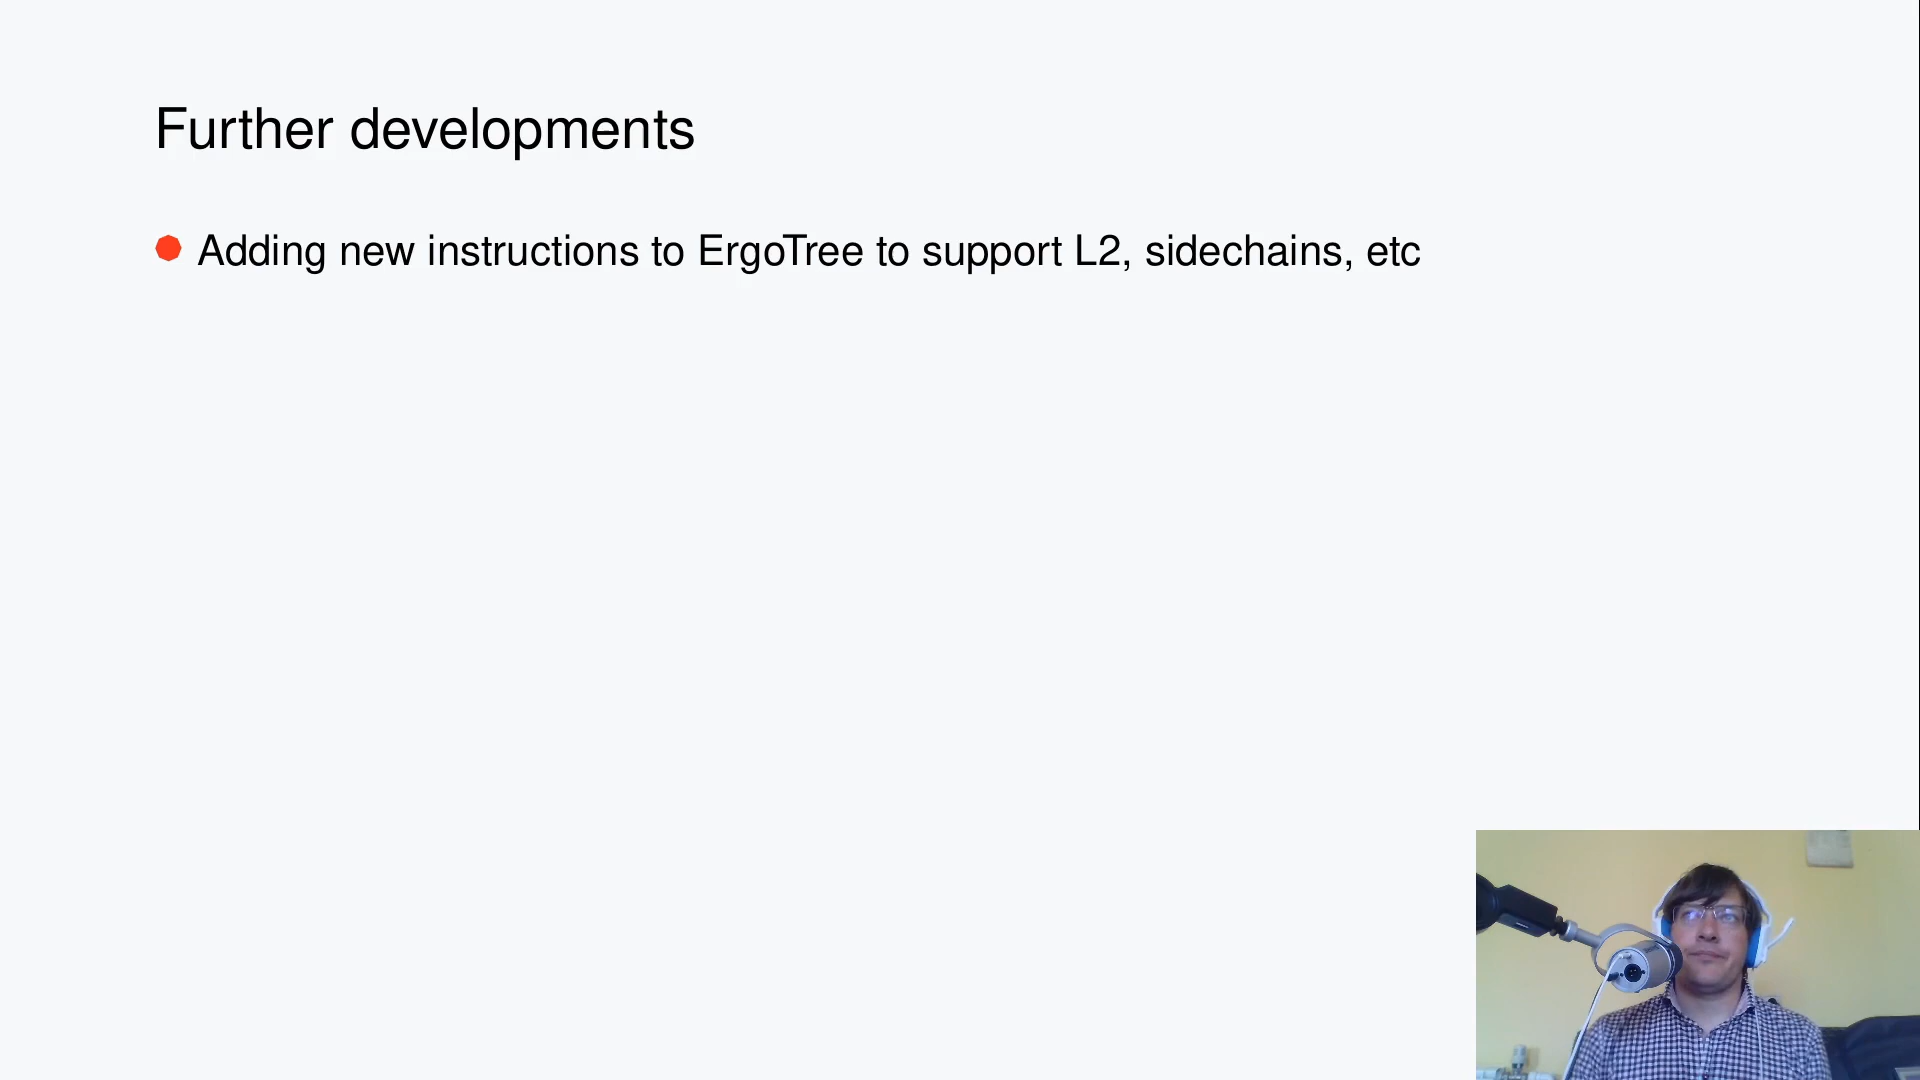 Further developments
Adding new instructions to ErgoTree to support L2, sidechains, etc